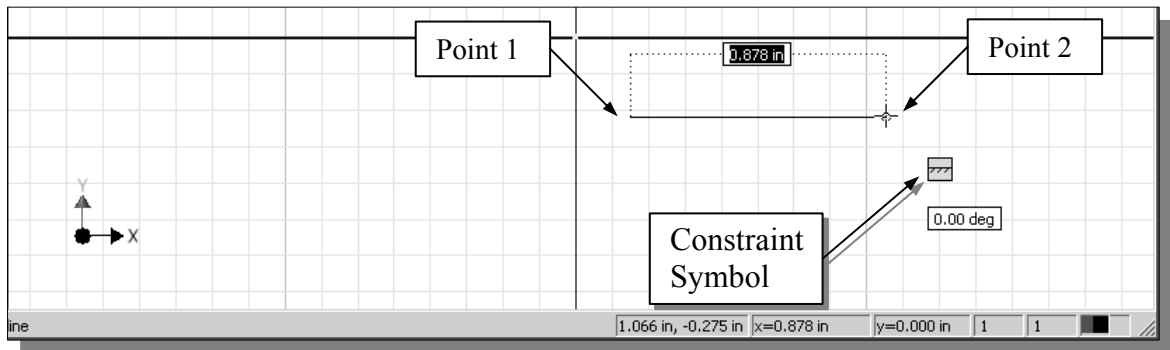 Point 1
0.878 in
Point 2
Y
X
0.00 deg
Constraint
Symbol
ine
1.066 in, -0.275 in
x=0.878 in
y=0.000 in
1
1